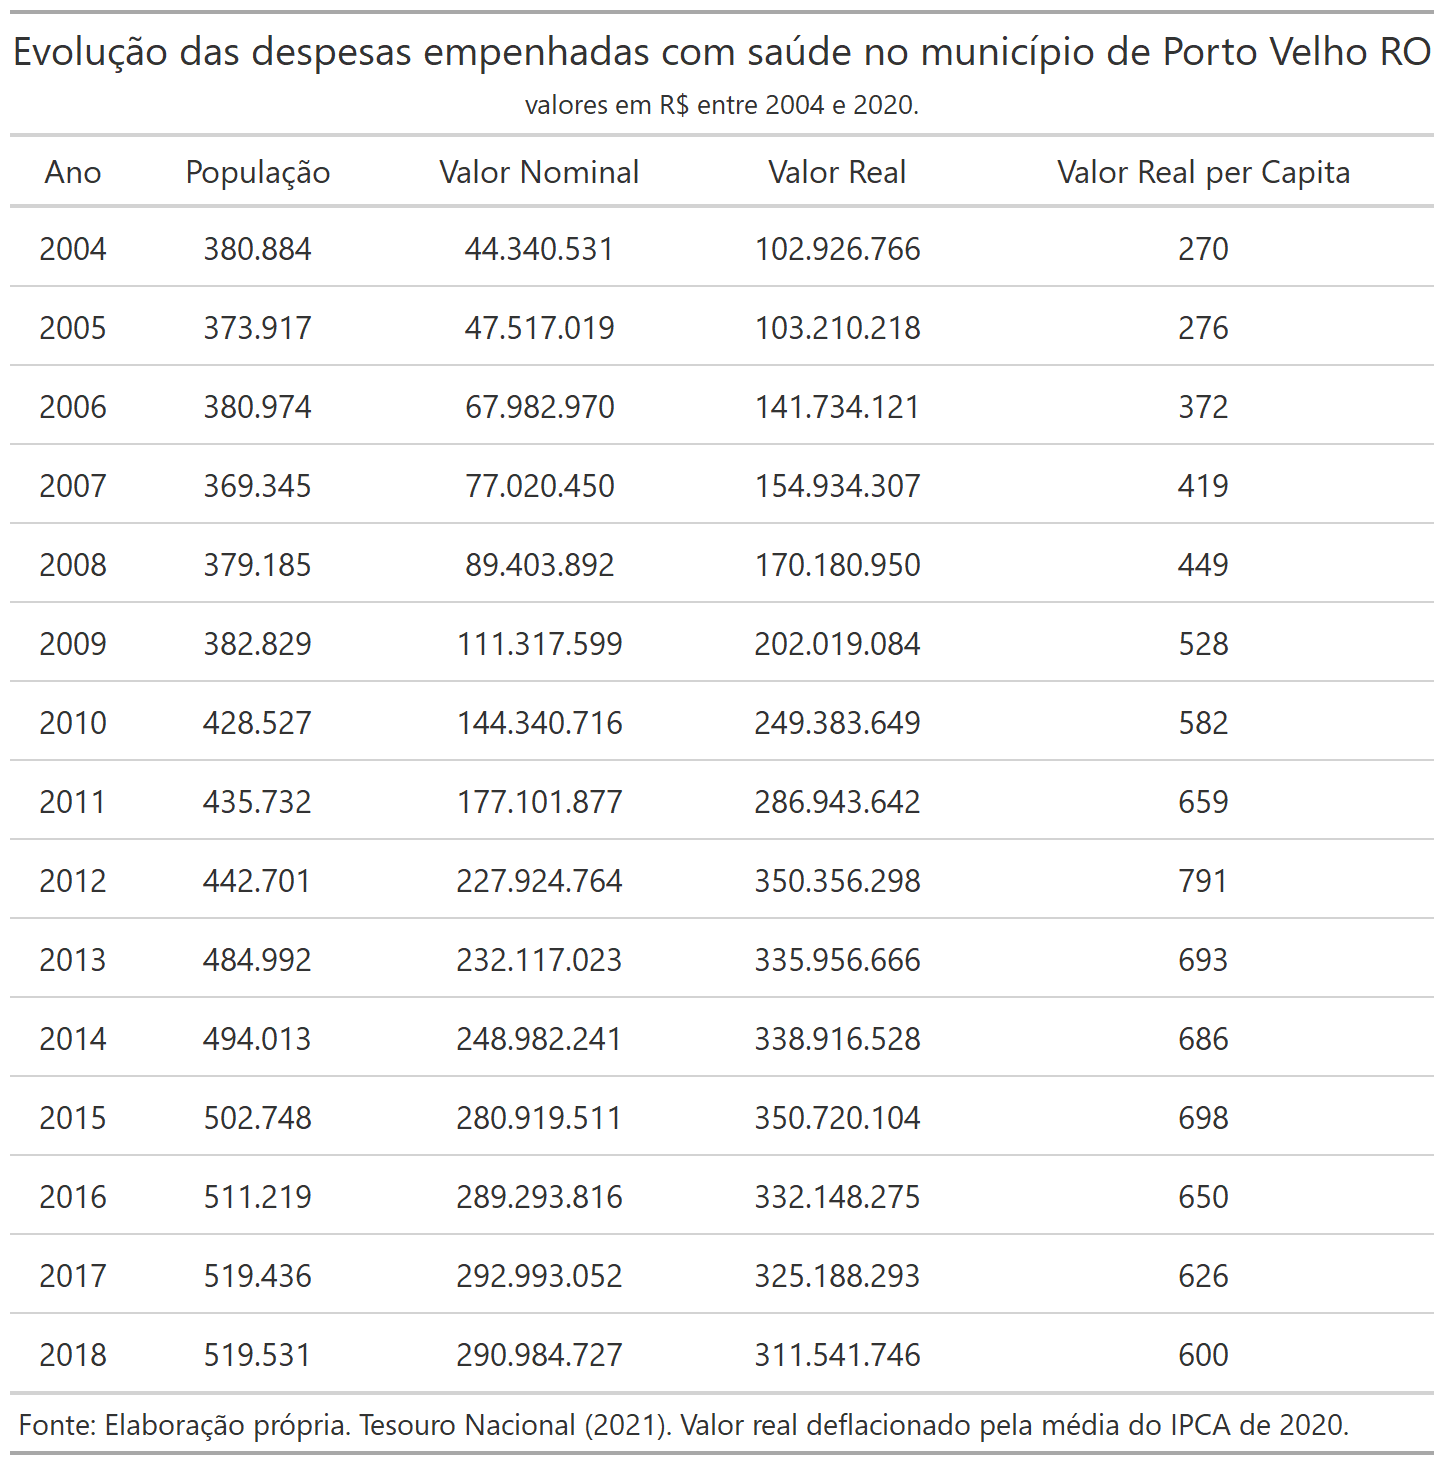 Evolução das despesas empenhadas com saúde no município de Porto Velho RO
valores em R$ entre 2004 e 2020.
Ano População Valor Nominal Valor Real Valor Real per Capita
2004 380.884 44.340.531 102.926.766 270
2005 373.917 47.517.019 103.210.218 276
2006 380.974 67.982.970 141.734.121 372
2007 369.345 77.020.450 154.934.307 419
2008 379.185 89.403.892 170.180.950 449
2009 382.829 111.317.599 202.019.084 528
2010 428.527 144.340.716 249.383.649 582
2011 435.732 177.101.877 286.943.642 659
2012 442.701 227.924.764 350.356.298 791
2013 484.992 232.117.023 335.956.666 693
2014 494.013 248.982.241 338.916.528 686
2015 502.748 280.919.511 350.720.104 698
2016 511.219 289.293.816 332.148.275 650
2017 519.436 292.993.052 325.188.293 626
2018 519.531 290.984.727 311.541.746 600
Fonte: Elaboração própria. Tesouro Nacional (2021). Valor real deflacionado pela média do IPCA de 2020.